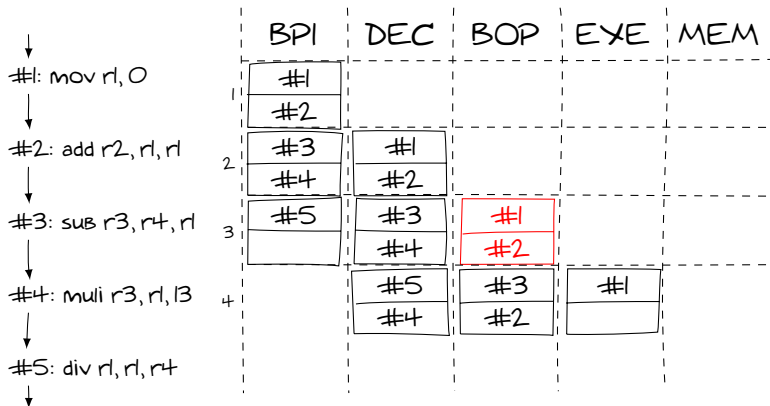 BPI DEC BOP EXE MEM
#1: mov r1, 0
1 #1
#2
#2: add r2, r1, r1
2 #3 #1
#4 #2
#3: sub r3, r4, r1
3 #5 #3 #1
#4 #2
#4: muli r3, r1, 13
4 #5 #3 #1
#4 #2
#5: div r1, r1, r4